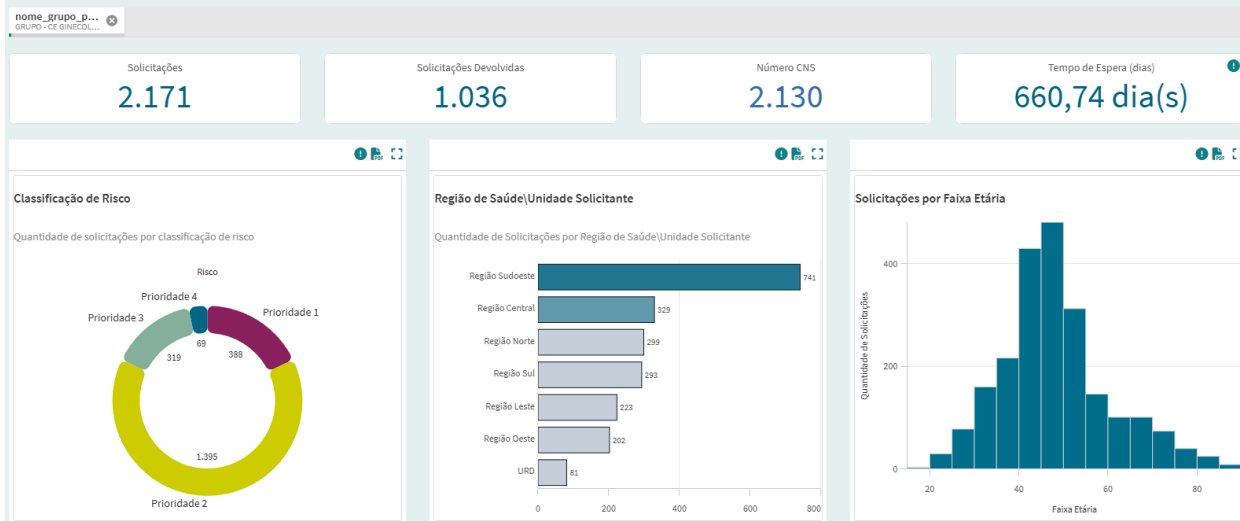 nome_grupo_p...
GRUPO - CE GINECOL...
Solicitações
2.171
Solicitações Devolvidas
1.036
Número CNS
2.130
Tempo de Espera (dias)
660,74 dia(s)
Classificação de Risco
Quantidade de solicitações por classificação de risco
Risco
Prioridade 4
Prioridade 3
Prioridade 1
69
319
388
1.395
Prioridade 2
Região de Saúde\Unidade Solicitante
Quantidade de Solicitações por Região de Saúde\Unidade Solicitante
Região Sudoeste 741
Região Central 329
Região Norte 299
Região Sul 293
Região Leste 223
Região Oeste 202
URD 81
0 200 400 600 800
Solicitações por Faixa Etária
Quantidade de Solicitações
400
200
0
20 40 60 80
Faixa Etária